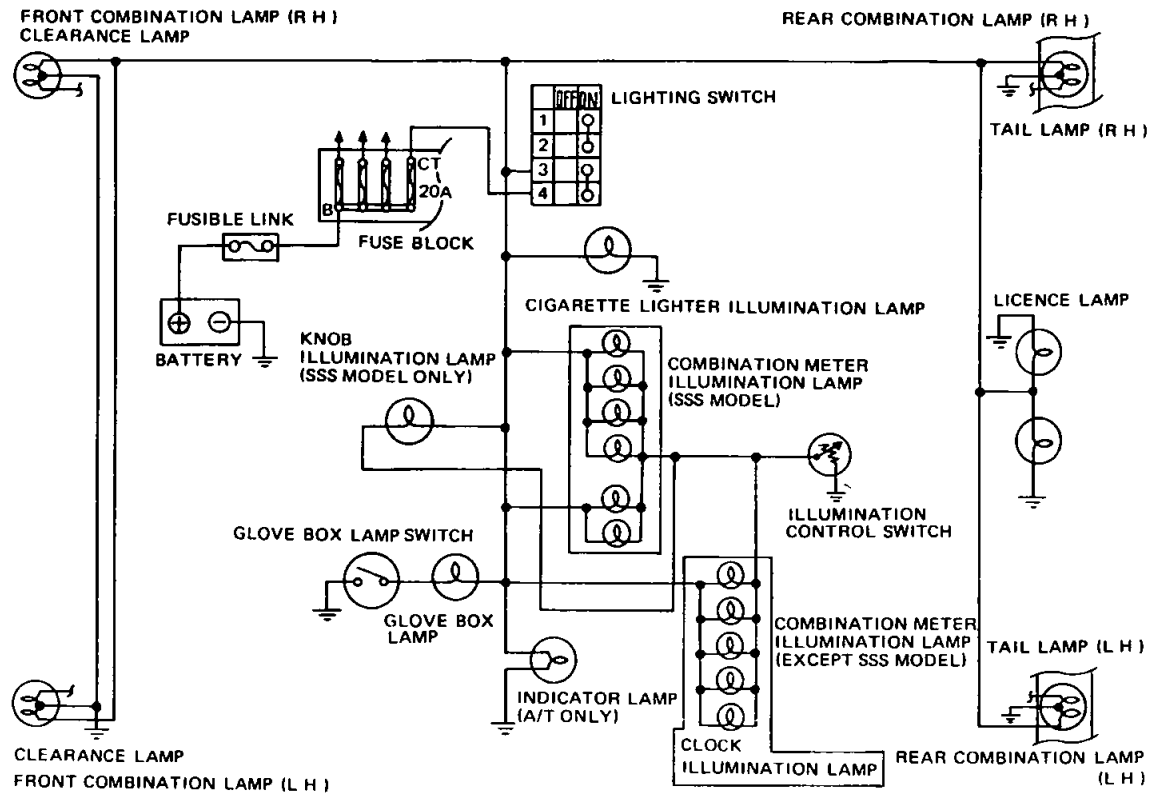 FRONT COMBINATION LAMP (R H)
CLEARANCE LAMP
REAR COMBINATION LAMP (R H)
OFF ON
LIGHTING SWITCH
1
2
3
4
TAIL LAMP (R H)
CT
20A
B
FUSIBLE LINK
FUSE BLOCK
CIGARETTE LIGHTER ILLUMINATION LAMP
LICENCE LAMP
BATTERY
KNOB
ILLUMINATION LAMP
(SSS MODEL ONLY)
COMBINATION METER
ILLUMINATION LAMP
(SSS MODEL)
ILLUMINATION
CONTROL SWITCH
GLOVE BOX LAMP SWITCH
GLOVE BOX
LAMP
COMBINATION METER
ILLUMINATION LAMP
(EXCEPT SSS MODEL)
TAIL LAMP (L H)
INDICATOR LAMP
(A/T ONLY)
CLOCK
ILLUMINATION LAMP
REAR COMBINATION LAMP
(L H)
CLEARANCE LAMP
FRONT COMBINATION LAMP (L H)